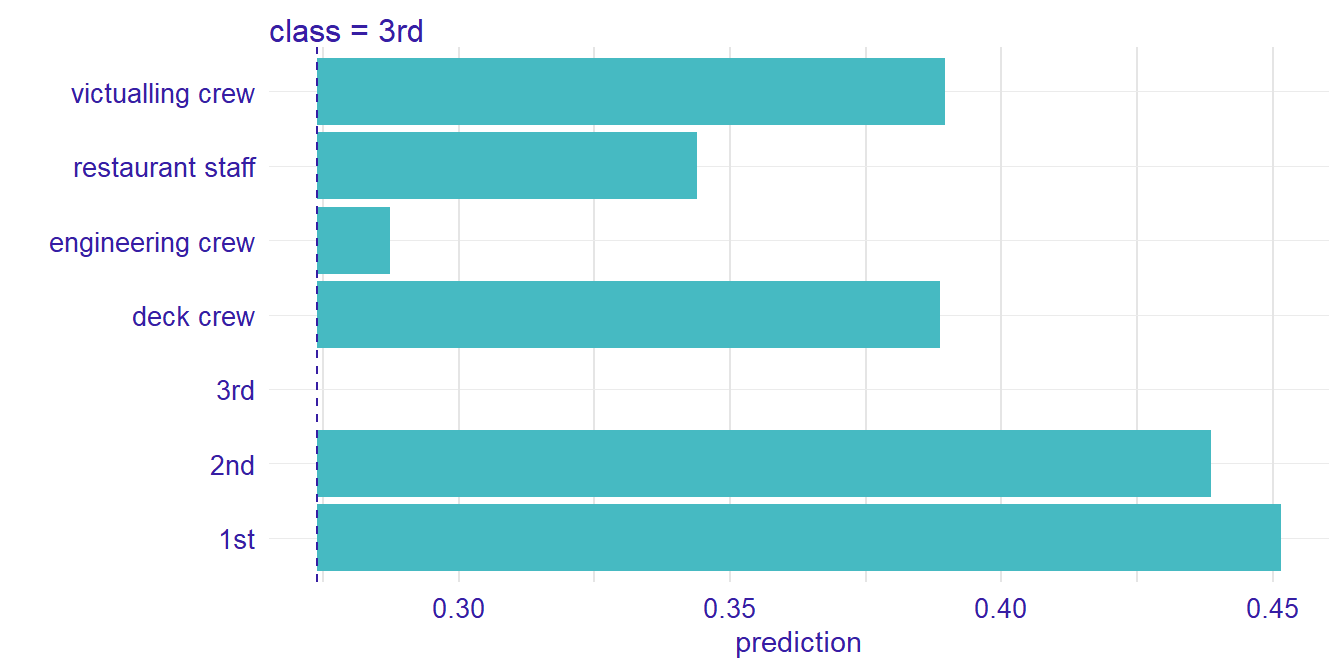 class = 3rd
victualling crew
restaurant staff
engineering crew
deck crew
3rd
2nd
1st
0.30 0.35 0.40 0.45
prediction